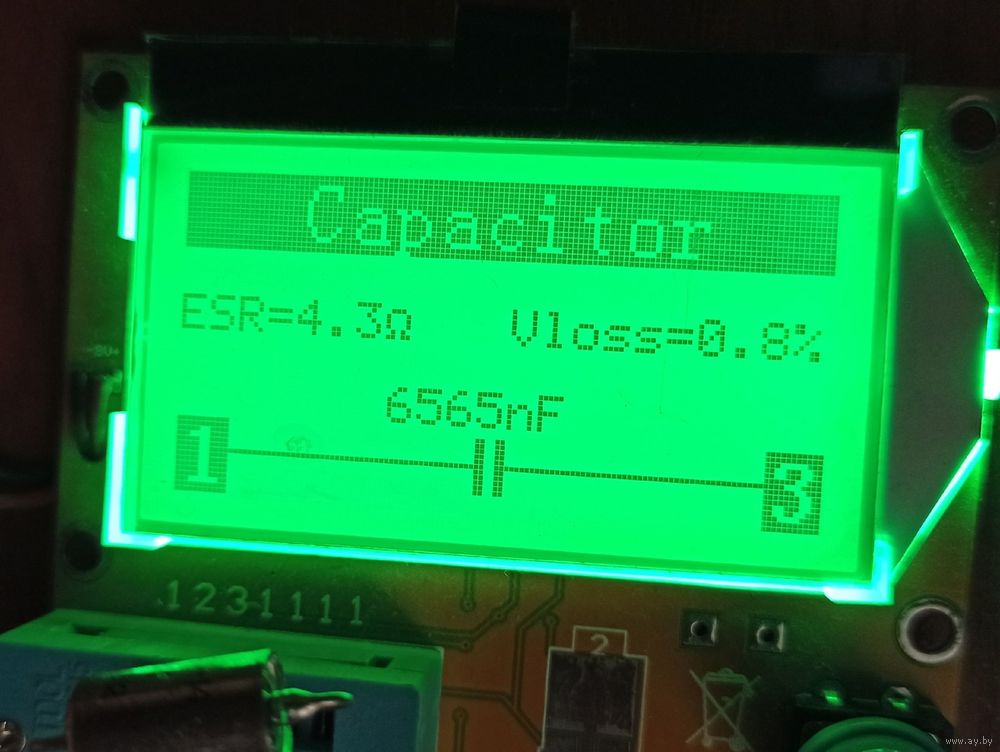 Capacitor
ESR=4.3Ω Vloss=0.8%
6565nF
1 3
1231111
2
www.ay.by